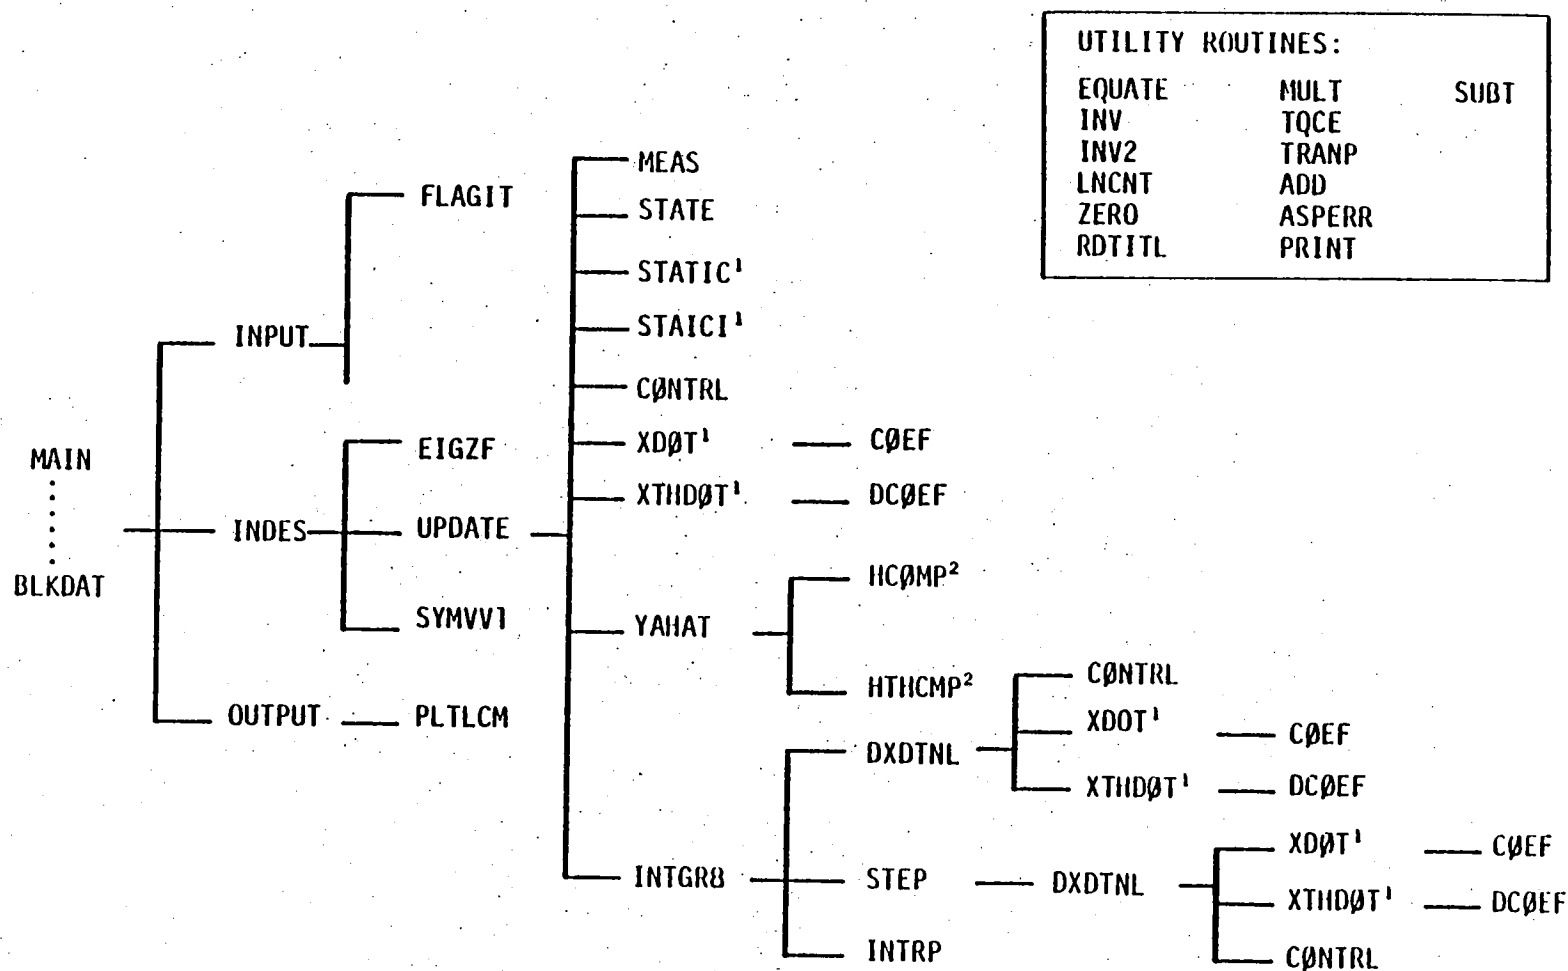 UTILITY ROUTINES:
EQUATE MULT SUBT
INV TQCE
INV2 TRANP
LNCNT ADD
ZERO ASPERR
RDTITL PRINT
MEAS
FLAGIT
STATE
STATIC¹
STAICI¹
INPUT
CØNTRL
EIGZF
XDØT¹
CØEF
MAIN
XTHDØT¹
DCØEF
INDES
UPDATE
HCØMP²
BLKDAT
SYMVV1
YAHAT
HTHCMP²
CØNTRL
OUTPUT
PLTLCM
XDOT¹
CØEF
DXDTNL
XTHDØT¹
DCØEF
XDØT¹
CØEF
INTGR8
STEP
DXDTNL
XTHDØT¹
DCØEF
INTRP
CØNTRL